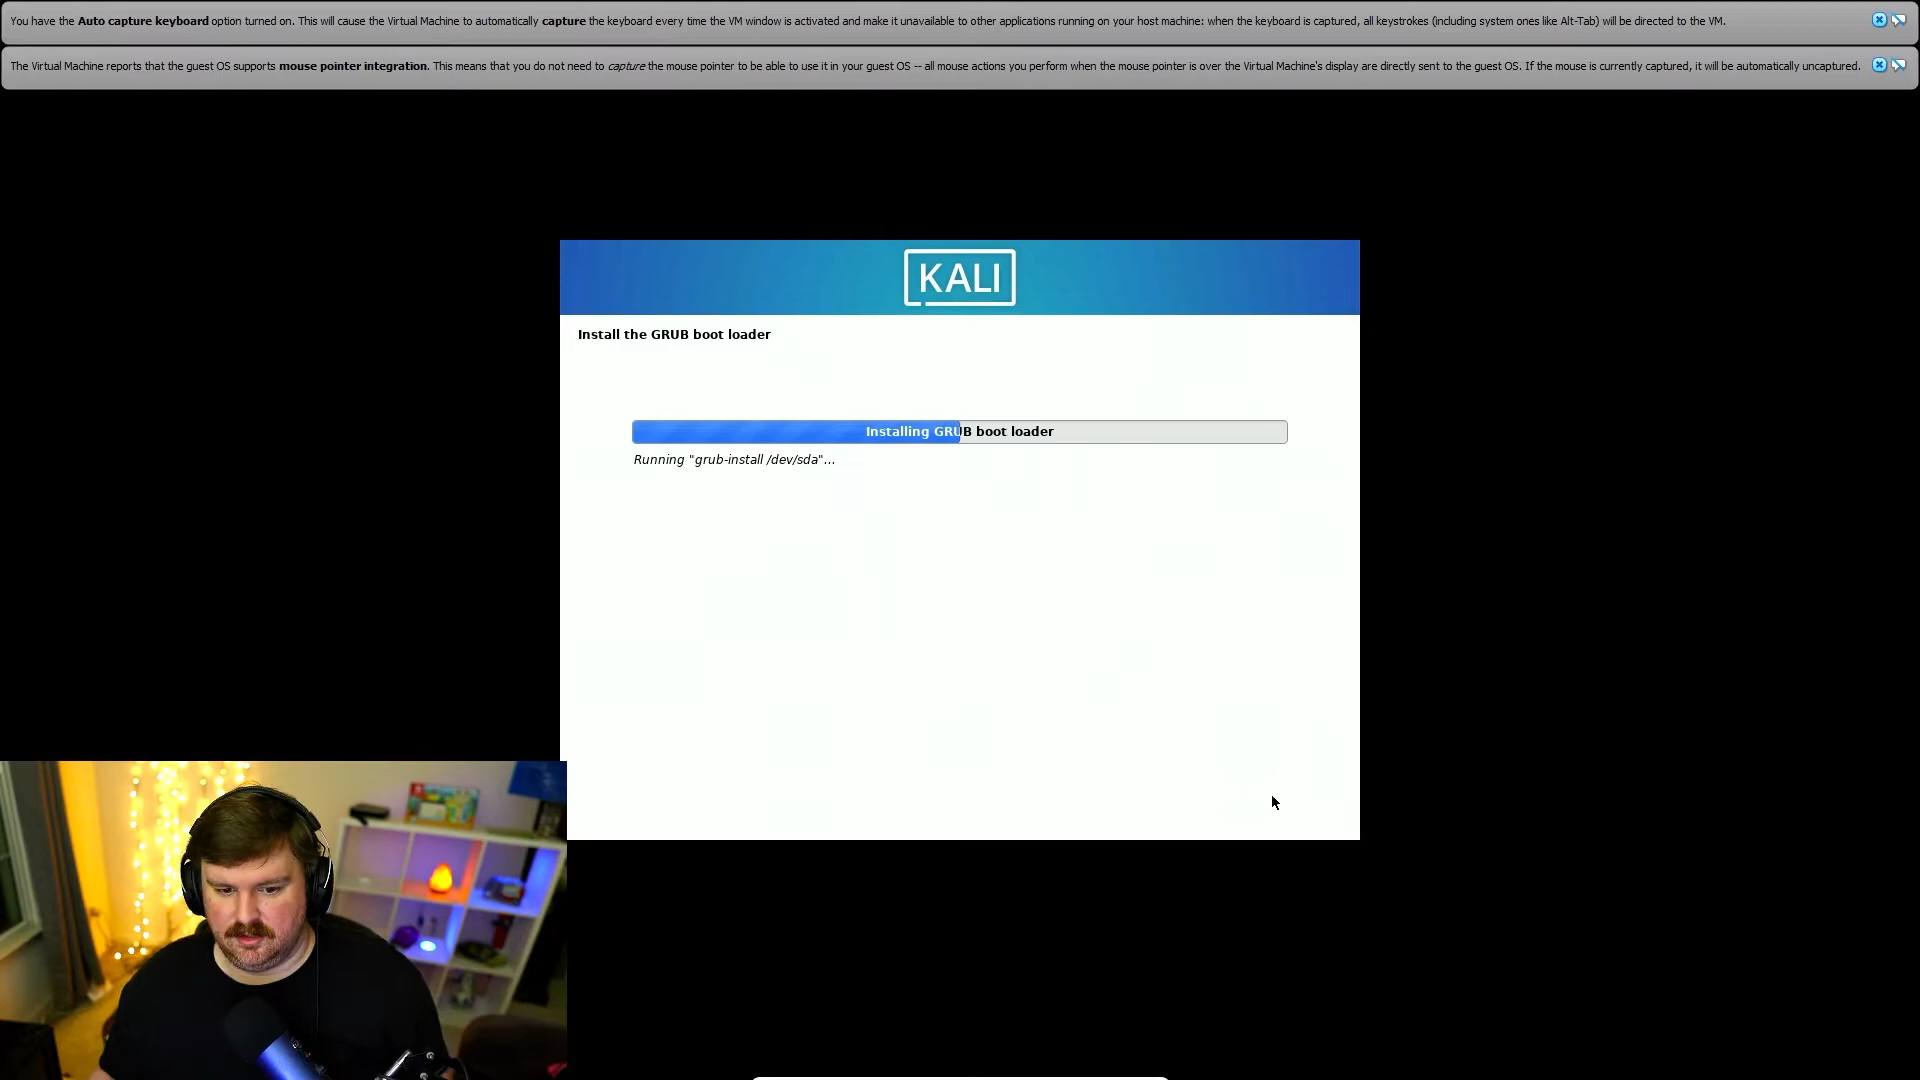 You have the Auto capture keyboard option turned on. This will cause the Virtual Machine to automatically capture the keyboard every time the VM window is activated and make it unavailable to other applications running on your host machine: when the keyboard is captured, all keystrokes (including system ones like Alt-Tab) will be directed to the VM.
The Virtual Machine reports that the guest OS supports mouse pointer integration. This means that you do not need to capture the mouse pointer to be able to use it in your guest OS -- all mouse actions you perform when the mouse pointer is over the Virtual Machine's display are directly sent to the guest OS. If the mouse is currently captured, it will be automatically uncaptured.
KALI
Install the GRUB boot loader
Installing GRUB boot loader
Running "grub-install /dev/sda"...